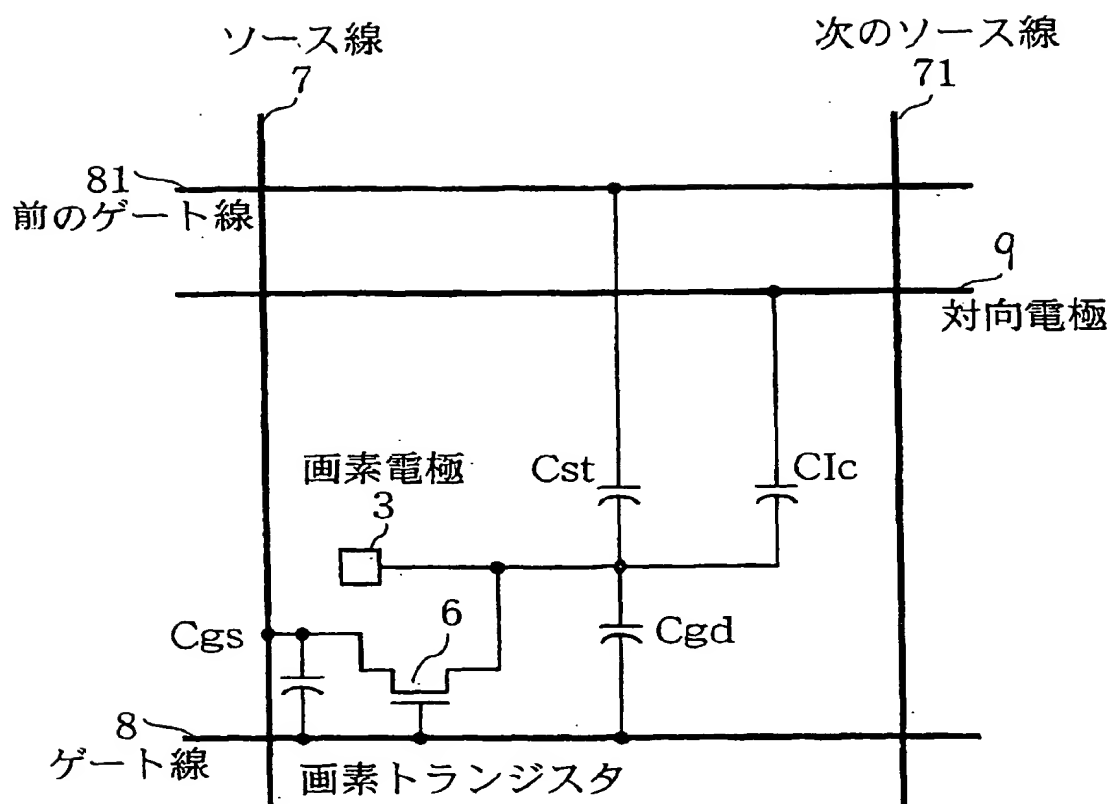 ソース線
7
次のソース線
71
81
前のゲート線
9
対向電極
画素電極
3
Cst
CIc
Cgs
6
Cgd
8
ゲート線
画素トランジスタ